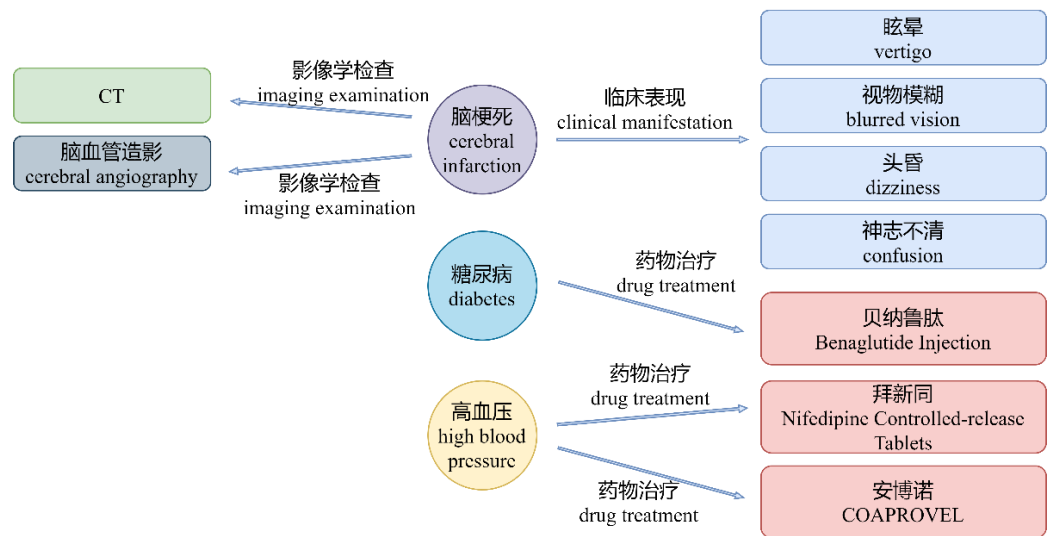 CT
脑血管造影
cerebral angiography
影像学检查
imaging examination
影像学检查
imaging examination
脑梗死
cerebral
infarction
临床表现
clinical manifestation
眩晕
vertigo
视物模糊
blurred vision
头昏
dizziness
神志不清
confusion
糖尿病
diabetes
药物治疗
drug treatment
贝纳鲁肽
Benaglutide Injection
高血压
high blood
pressure
药物治疗
drug treatment
拜新同
Nifedipine Controlled-release
Tablets
药物治疗
drug treatment
安博诺
COAPROVEL